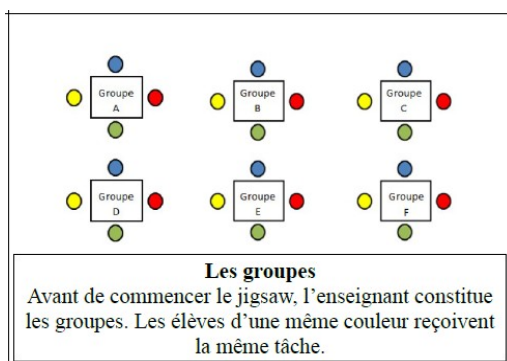 Groupe
A
Groupe
B
Groupe
C
Groupe
D
Groupe
E
Groupe
F
Les groupes
Avant de commencer le jigsaw, l’enseignant constitue
les groupes. Les élèves d’une même couleur reçoivent
la même tâche.